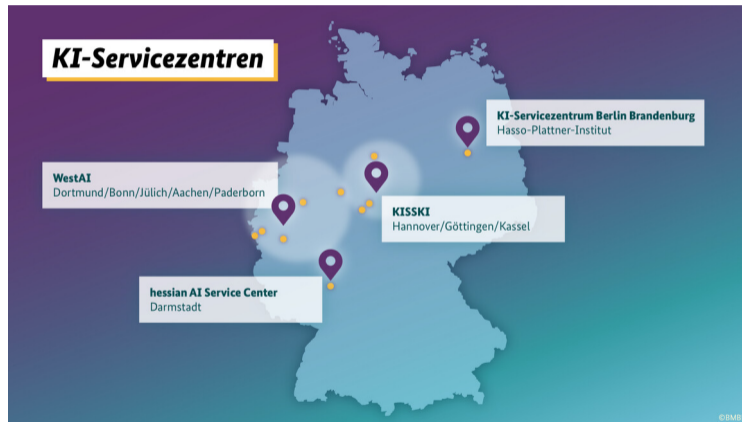 KI-Servicezentren
KI-Servicezentrum Berlin Brandenburg
Hasso-Plattner-Institut
WestAI
Dortmund/Bonn/Jülich/Aachen/Paderborn
KISSKI
Hannover/Göttingen/Kassel
hessian AI Service Center
Darmstadt
©BMB